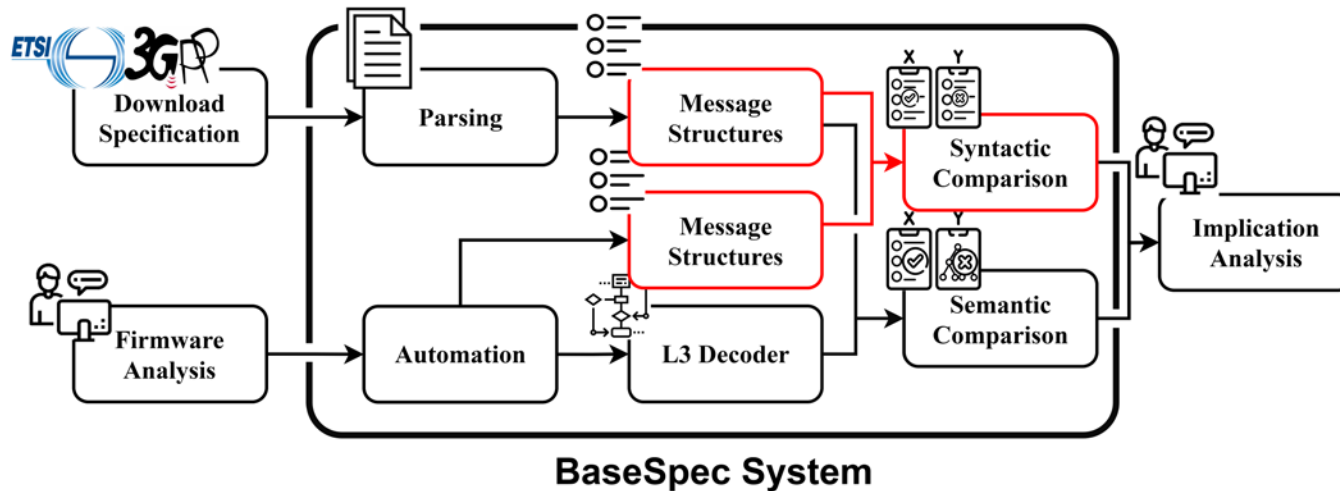 ETSI
3GPP
Download
Specification
Parsing
Message
Structures
X Y
Syntactic
Comparison
Message
Structures
Implication
Analysis
X Y
Firmware
Analysis
Automation
L3 Decoder
Semantic
Comparison
BaseSpec System